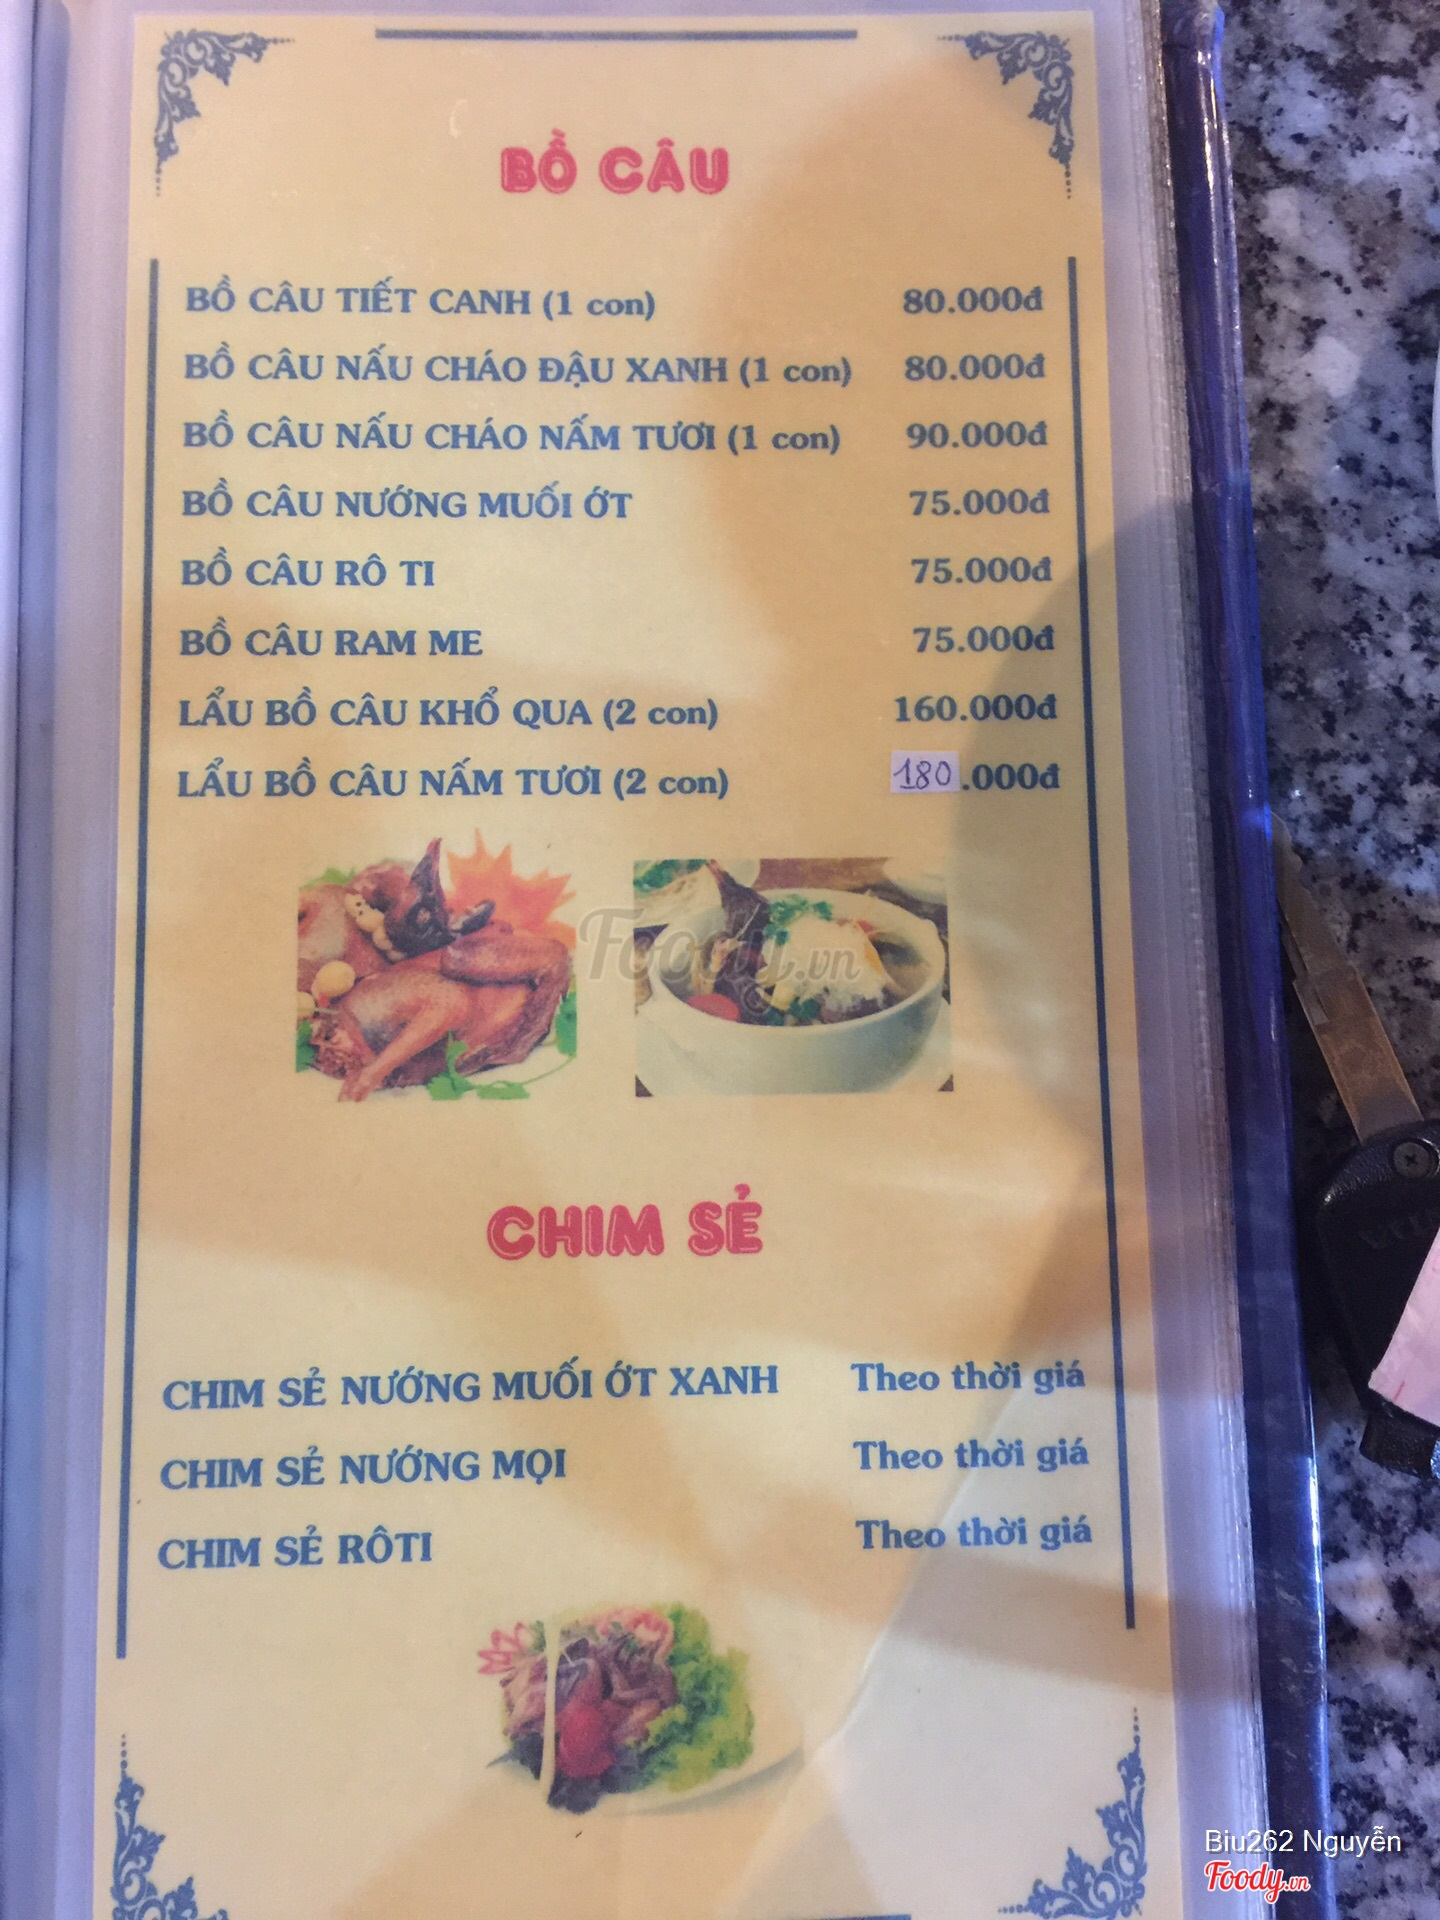 BỒ CÂU
BỒ CÂU TIẾT CANH (1 con) 80.000đ
BỒ CÂU NẤU CHÁO ĐẬU XANH (1 con) 80.000đ
BỒ CÂU NẤU CHÁO NẤM TƯƠI (1 con) 90.000đ
BỒ CÂU NƯỚNG MUỐI ỚT 75.000đ
BỒ CÂU RÔ TI 75.000đ
BỒ CÂU RAM ME 75.000đ
LẨU BỒ CÂU KHỔ QUA (2 con) 160.000đ
LẨU BỒ CÂU NẤM TƯƠI (2 con) 180.000đ
Foody.vn
CHIM SẺ
CHIM SẺ NƯỚNG MUỐI ỚT XANH Theo thời giá
CHIM SẺ NƯỚNG MỌI Theo thời giá
CHIM SẺ RÔTI Theo thời giá
Biu262 Nguyễn
Foody.vn